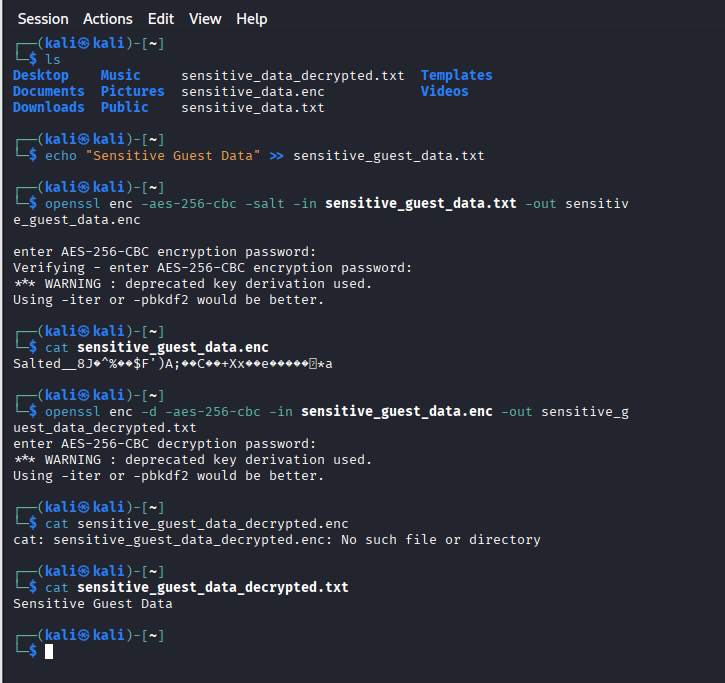 Session Actions Edit View Help
┌──(kali㉿kali)-[~]
└─$ ls
Desktop    Music     sensitive_data_decrypted.txt  Templates
Documents  Pictures  sensitive_data.enc            Videos
Downloads  Public    sensitive_data.txt
┌──(kali㉿kali)-[~]
└─$ echo "Sensitive Guest Data" >> sensitive_guest_data.txt
┌──(kali㉿kali)-[~]
└─$ openssl enc -aes-256-cbc -salt -in sensitive_guest_data.txt -out sensitiv
e_guest_data.enc
enter AES-256-CBC encryption password:
Verifying - enter AES-256-CBC encryption password:
*** WARNING : deprecated key derivation used.
Using -iter or -pbkdf2 would be better.
┌──(kali㉿kali)-[~]
└─$ cat sensitive_guest_data.enc
Salted__8J�^%��$F')A;��C��+Xx��e�����*a
┌──(kali㉿kali)-[~]
└─$ openssl enc -d -aes-256-cbc -in sensitive_guest_data.enc -out sensitive_g
uest_data_decrypted.txt
enter AES-256-CBC decryption password:
*** WARNING : deprecated key derivation used.
Using -iter or -pbkdf2 would be better.
┌──(kali㉿kali)-[~]
└─$ cat sensitive_guest_data_decrypted.enc
cat: sensitive_guest_data_decrypted.enc: No such file or directory
┌──(kali㉿kali)-[~]
└─$ cat sensitive_guest_data_decrypted.txt
Sensitive Guest Data
┌──(kali㉿kali)-[~]
└─$